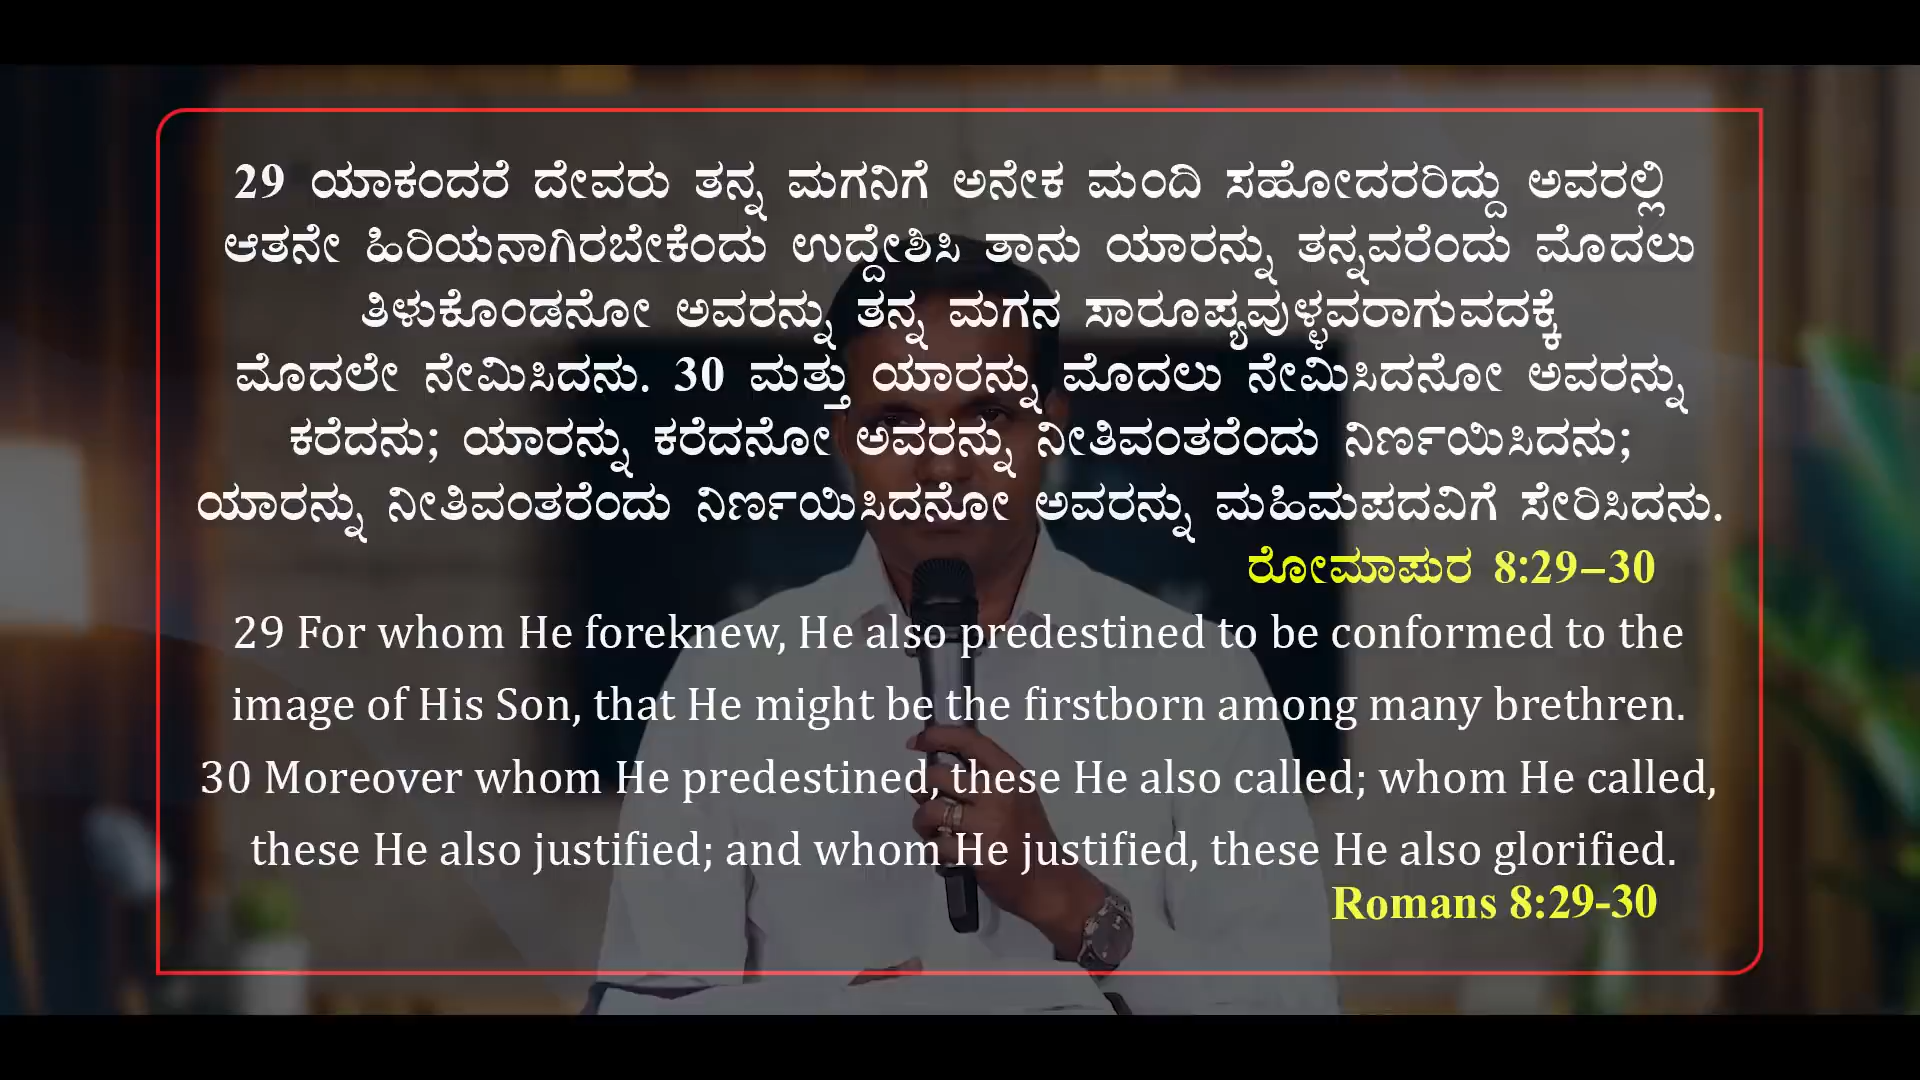 29 ಯಾಕಂದರೆ ದೇವರು ತನ್ನ ಮಗನಿಗೆ ಅನೇಕ ಮಂದಿ ಸಹೋದರರಿದ್ದು ಅವರಲ್ಲಿ
ಆತನೇ ಹಿರಿಯನಾಗಿರಬೇಕೆಂದು ಉದ್ದೇಶಿಸಿ ತಾನು ಯಾರನ್ನು ತನ್ನವರೆಂದು ಮೊದಲು
ತಿಳುಕೊಂಡನೋ ಅವರನ್ನು ತನ್ನ ಮಗನ ಸಾರೂಪ್ಯವುಳ್ಳವರಾಗುವದಕ್ಕೆ
ಮೊದಲೇ ನೇಮಿಸಿದನು. 30 ಮತ್ತು ಯಾರನ್ನು ಮೊದಲು ನೇಮಿಸಿದನೋ ಅವರನ್ನು
ಕರೆದನು; ಯಾರನ್ನು ಕರೆದನೋ ಅವರನ್ನು ನೀತಿವಂತರೆಂದು ನಿರ್ಣಯಿಸಿದನು;
ಯಾರನ್ನು ನೀತಿವಂತರೆಂದು ನಿರ್ಣಯಿಸಿದನೋ ಅವರನ್ನು ಮಹಿಮಪದವಿಗೆ ಸೇರಿಸಿದನು.
ರೋಮಾಪುರ 8:29–30
29 For whom He foreknew, He also predestined to be conformed to the
image of His Son, that He might be the firstborn among many brethren.
30 Moreover whom He predestined, these He also called; whom He called,
these He also justified; and whom He justified, these He also glorified.
Romans 8:29-30